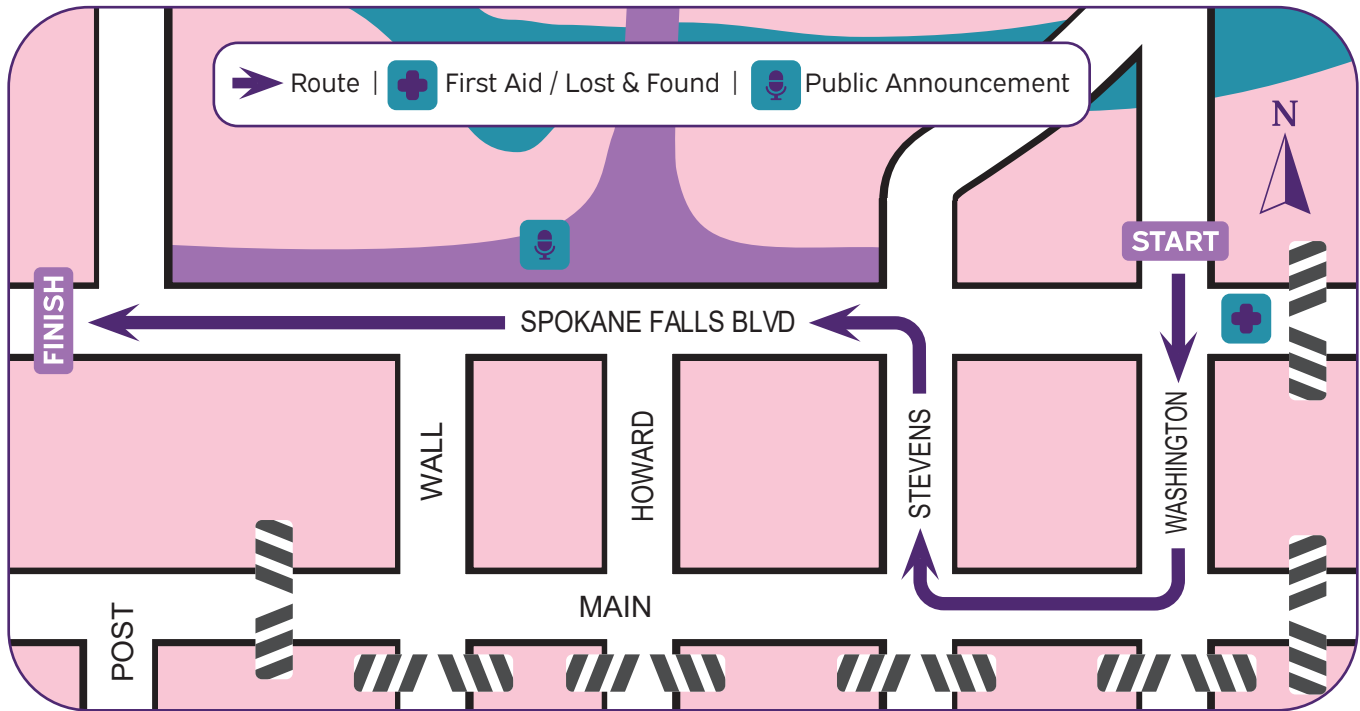 Route | First Aid / Lost & Found | Public Announcement
N
START
FINISH
SPOKANE FALLS BLVD
WALL
HOWARD
STEVENS
WASHINGTON
MAIN
POST